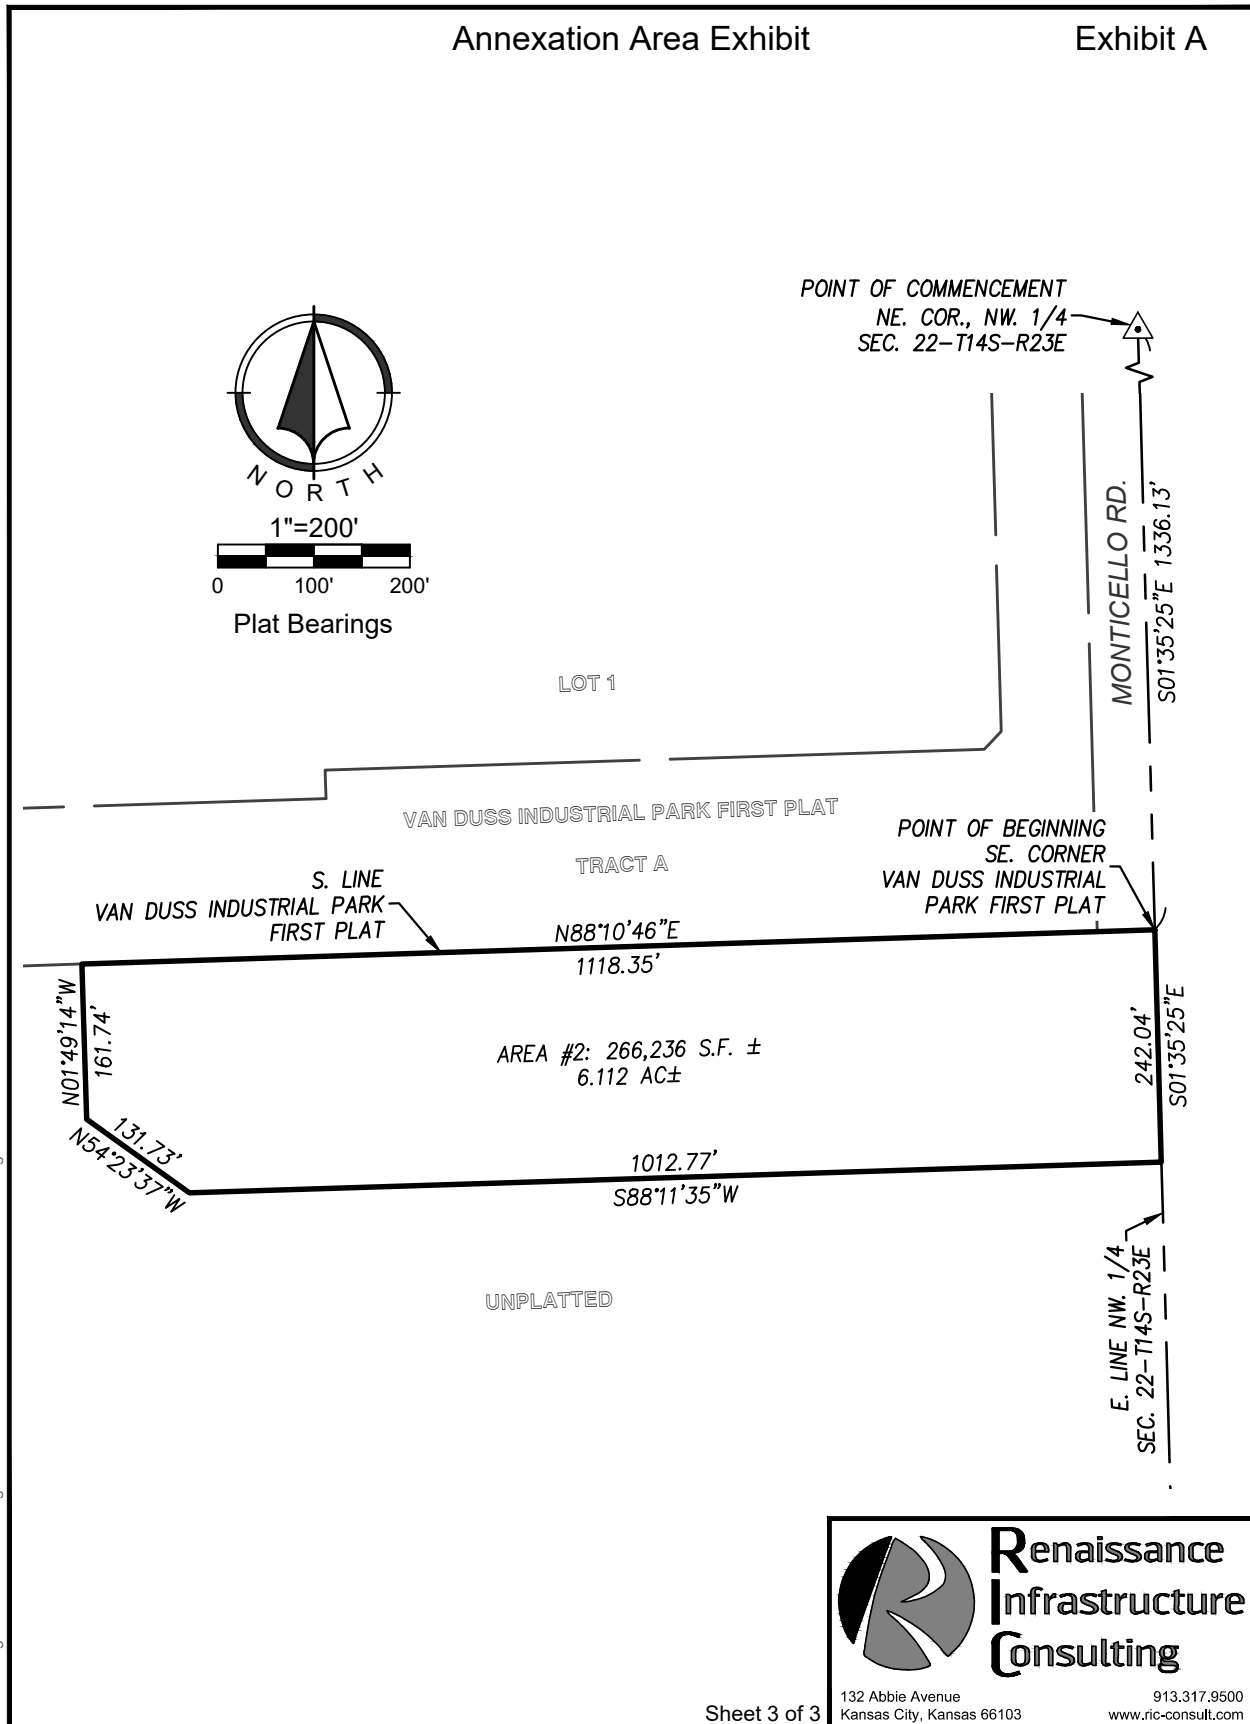 Annexation Area Exhibit
Exhibit A
POINT OF COMMENCEMENT
NE. COR., NW. 1/4
SEC. 22-T14S-R23E
NORTH
1"=200'
0 100' 200'
Plat Bearings
MONTICELLO RD.
S01°35'25"E 1336.13'
LOT 1
VAN DUSS INDUSTRIAL PARK FIRST PLAT
TRACT A
POINT OF BEGINNING
SE. CORNER
VAN DUSS INDUSTRIAL
PARK FIRST PLAT
S. LINE
VAN DUSS INDUSTRIAL PARK
FIRST PLAT
N88°10'46"E
1118.35'
N01°49'14"W
161.74'
AREA #2: 266,236 S.F. ±
6.112 AC±
242.04'
S01°35'25"E
131.73'
N54°23'37"W
1012.77'
S88°11'35"W
UNPLATTED
E. LINE NW. 1/4
SEC. 22-T14S-R23E
Renaissance
Infrastructure
Consulting
132 Abbie Avenue
Kansas City, Kansas 66103
913.317.9500
www.ric-consult.com
Sheet 3 of 3